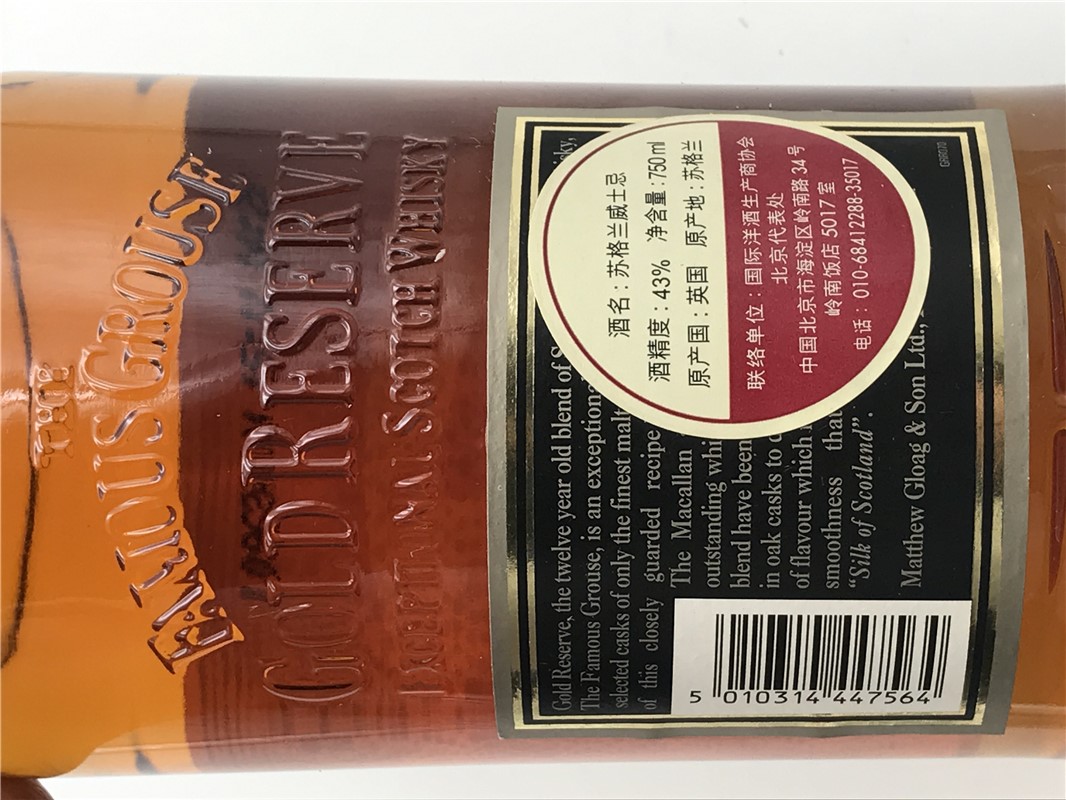 THE
FAMOUS GROUSE
GOLD RESERVE
EXCEPTIONAL SCOTCH WHISKY
Gold Reserve, the twelve year old blend of
The Famous Grouse, is an exceptional
selected casks of only the finest malt
of this closely guarded recipe
The Macallan
outstanding
blend have been
in oak casks to
of flavour which
smoothness that
“Silk of Scotland”.
Matthew Gloag & Son Ltd.,
酒名：苏格兰威士忌
酒精度：43% 净含量：750ml
原产国：英国 原产地：苏格兰
联络单位：国际洋酒生产商协会
北京代表处
中国北京市海淀区岭南路34号
岭南饭店 5017室
电话：010-68412288-35017
5 010314 447564